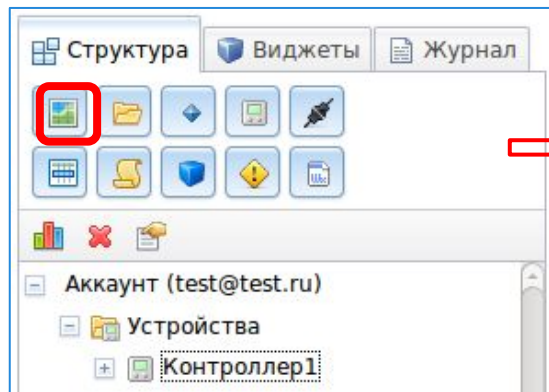 Структура Виджеты Журнал
Аккаунт (test@test.ru)
Устройства
Контроллер1